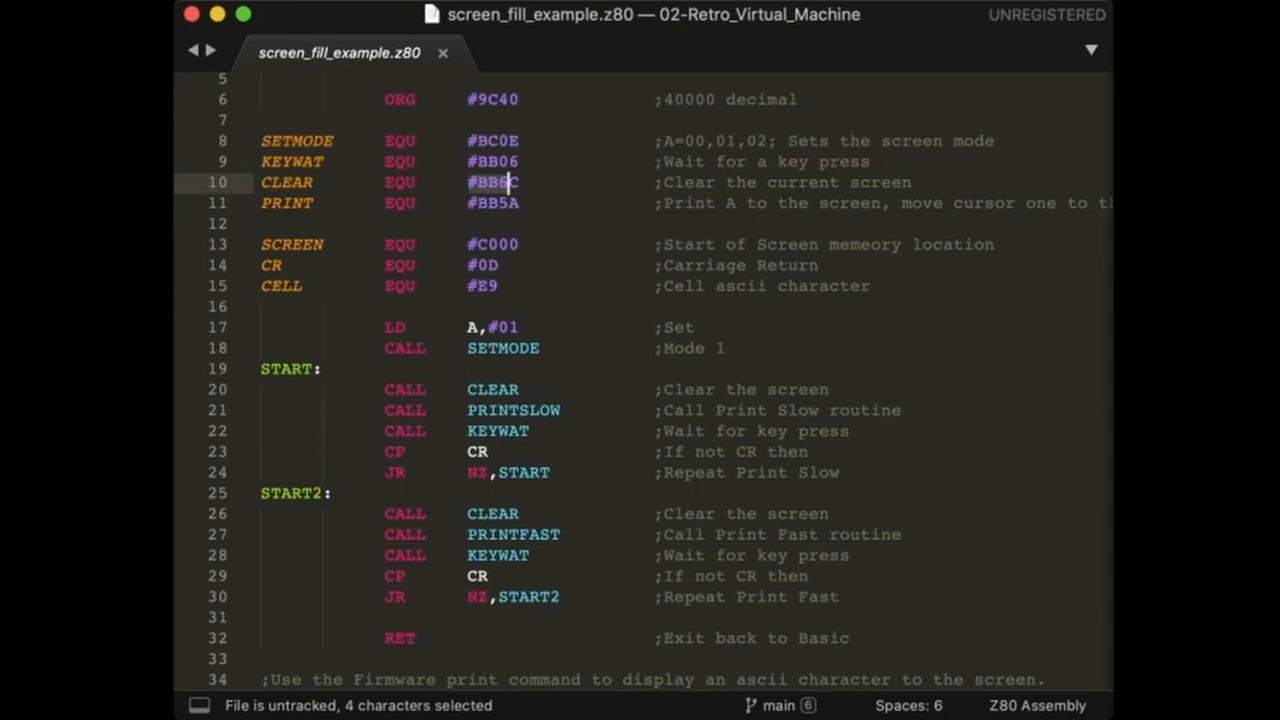 screen_fill_example.z80 — 02-Retro_Virtual_Machine UNREGISTERED
screen_fill_example.z80 ×
5
6 ORG #9C40 ;40000 decimal
7
8 SETMODE EQU #BC0E ;A=00,01,02; Sets the screen mode
9 KEYWAT EQU #BB06 ;Wait for a key press
10 CLEAR EQU #BB6C ;Clear the current screen
11 PRINT EQU #BB5A ;Print A to the screen, move cursor one to th
12
13 SCREEN EQU #C000 ;Start of Screen memeory location
14 CR EQU #0D ;Carriage Return
15 CELL EQU #E9 ;Cell ascii character
16
17 LD A,#01 ;Set
18 CALL SETMODE ;Mode 1
19 START:
20 CALL CLEAR ;Clear the screen
21 CALL PRINTSLOW ;Call Print Slow routine
22 CALL KEYWAT ;Wait for key press
23 CP CR ;If not CR then
24 JR NZ,START ;Repeat Print Slow
25 START2:
26 CALL CLEAR ;Clear the screen
27 CALL PRINTFAST ;Call Print Fast routine
28 CALL KEYWAT ;Wait for key press
29 CP CR ;If not CR then
30 JR NZ,START2 ;Repeat Print Fast
31
32 RET ;Exit back to Basic
33
34 ;Use the Firmware print command to display an ascii character to the screen.
File is untracked, 4 characters selected main 6 Spaces: 6 Z80 Assembly